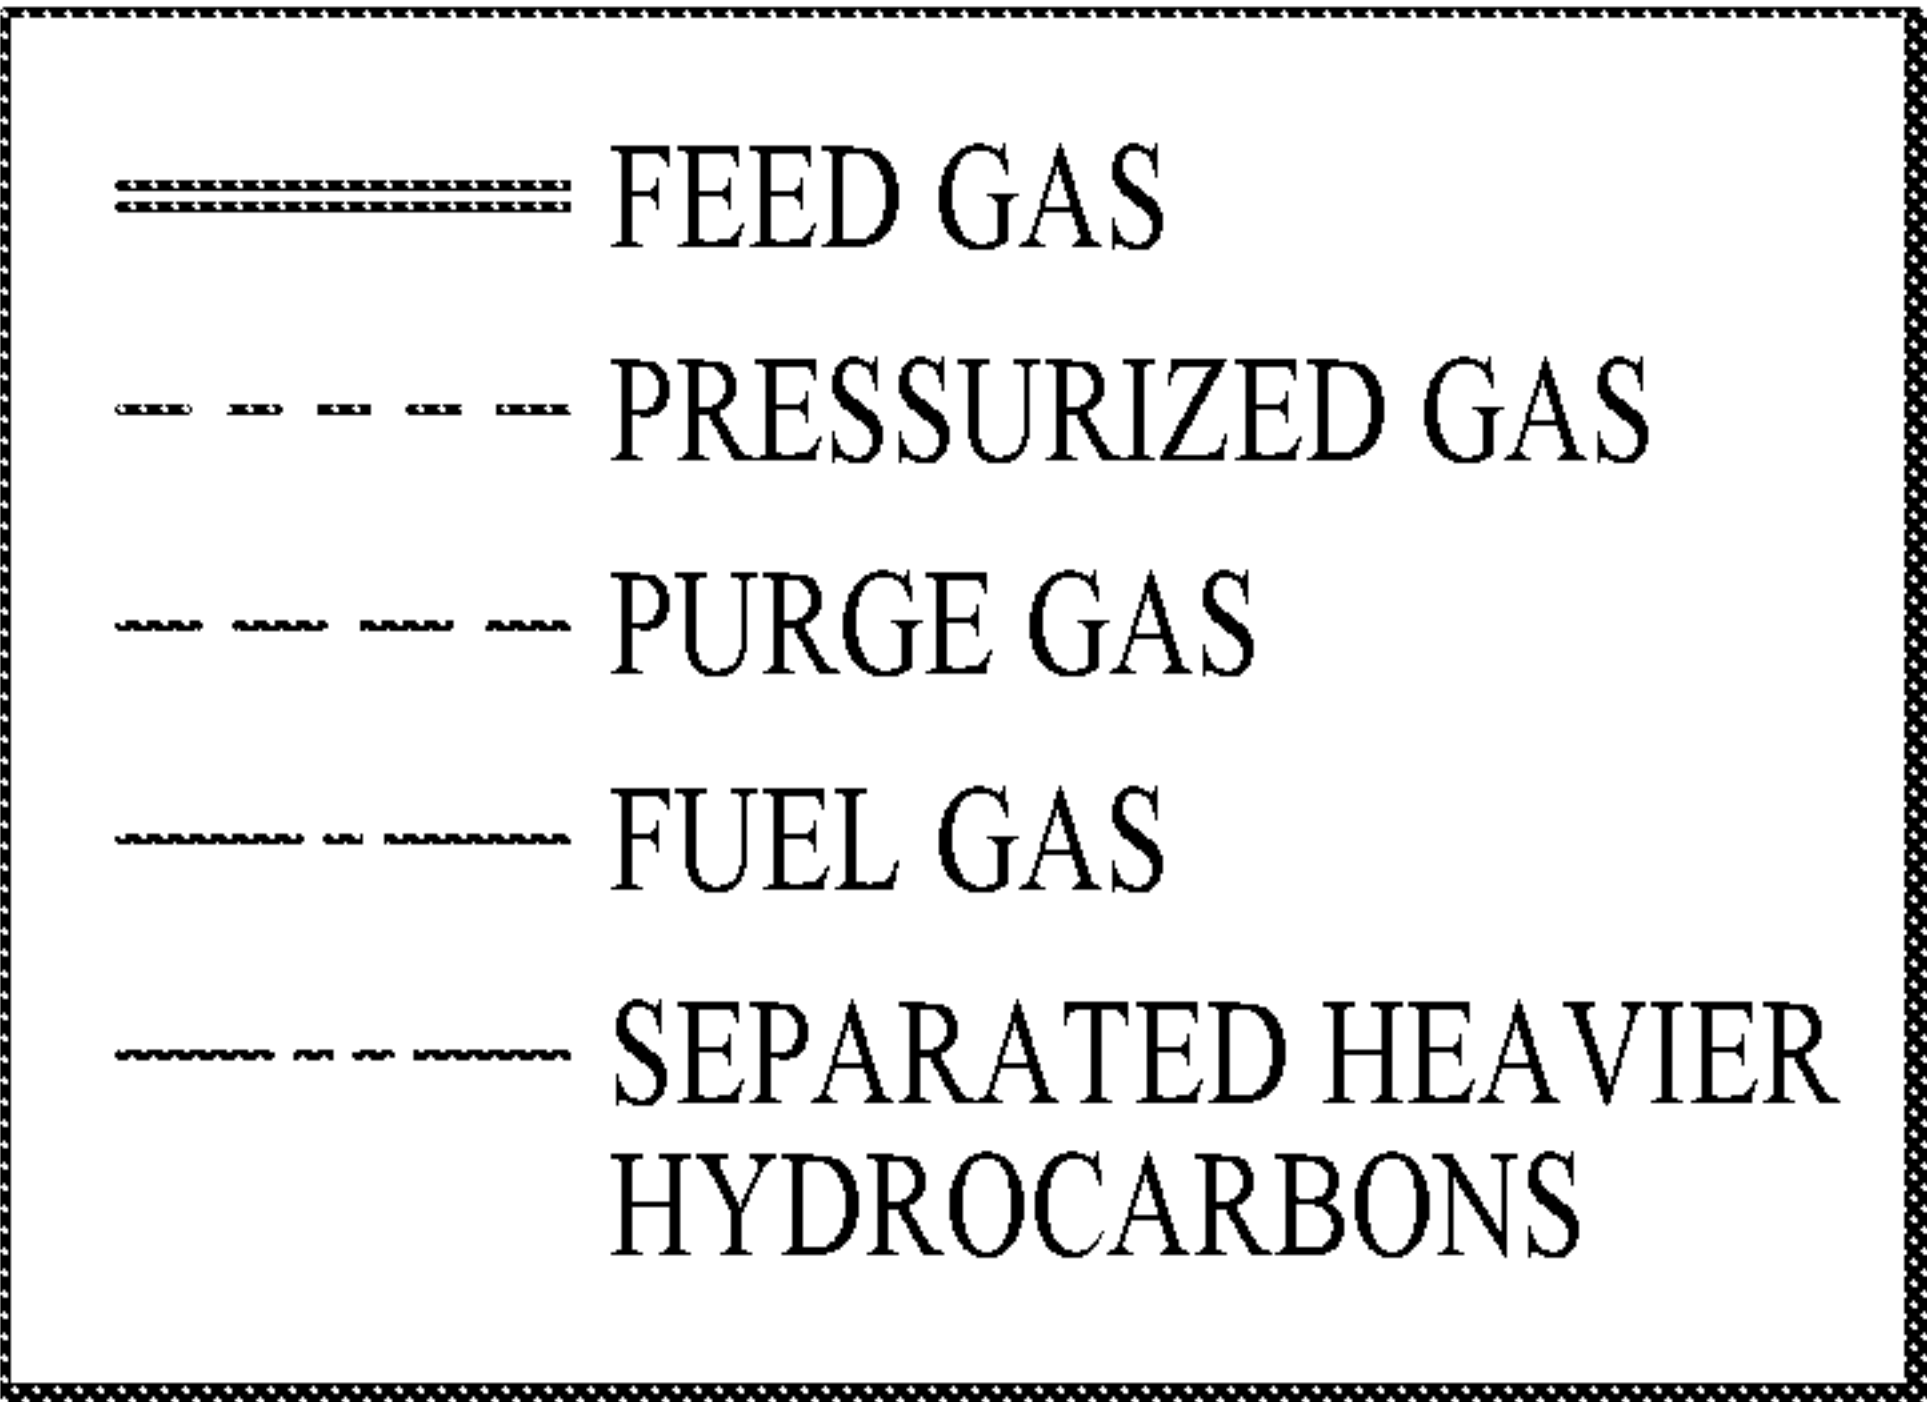 FEED GAS
PRESSURIZED GAS
PURGE GAS
FUEL GAS
SEPARATED HEAVIER
HYDROCARBONS